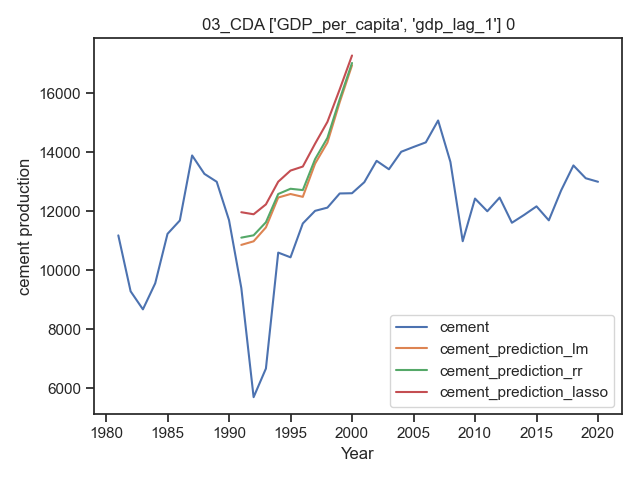 03_CDA ['GDP_per_capita', 'gdp_lag_1'] 0
cement production
16000
14000
12000
10000
8000
6000
cement
cement_prediction_lm
cement_prediction_rr
cement_prediction_lasso
1980 1985 1990 1995 2000 2005 2010 2015 2020
Year